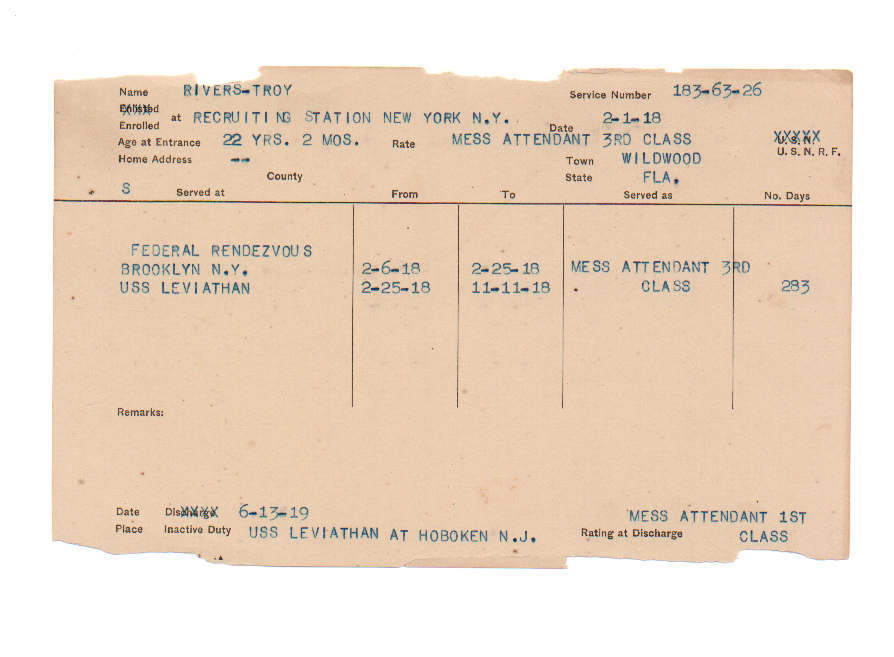 Name RIVERS-TROY Service Number 183-63-26
Enlisted
Enrolled at RECRUITING STATION NEW YORK N.Y. Date 2-1-18
Age at Entrance 22 YRS. 2 MOS. Rate MESS ATTENDANT 3RD CLASS U.S.N.
U.S.N.R.F.
Home Address -- Town WILDWOOD
County State FLA.
S Served at From To Served as No. Days
FEDERAL RENDEZVOUS
BROOKLYN N.Y. 2-6-18 2-25-18 MESS ATTENDANT 3RD
USS LEVIATHAN 2-25-18 11-11-18 CLASS 283
Remarks:
Date Discharge 6-13-19 MESS ATTENDANT 1ST
Place Inactive Duty USS LEVIATHAN AT HOBOKEN N.J. Rating at Discharge CLASS